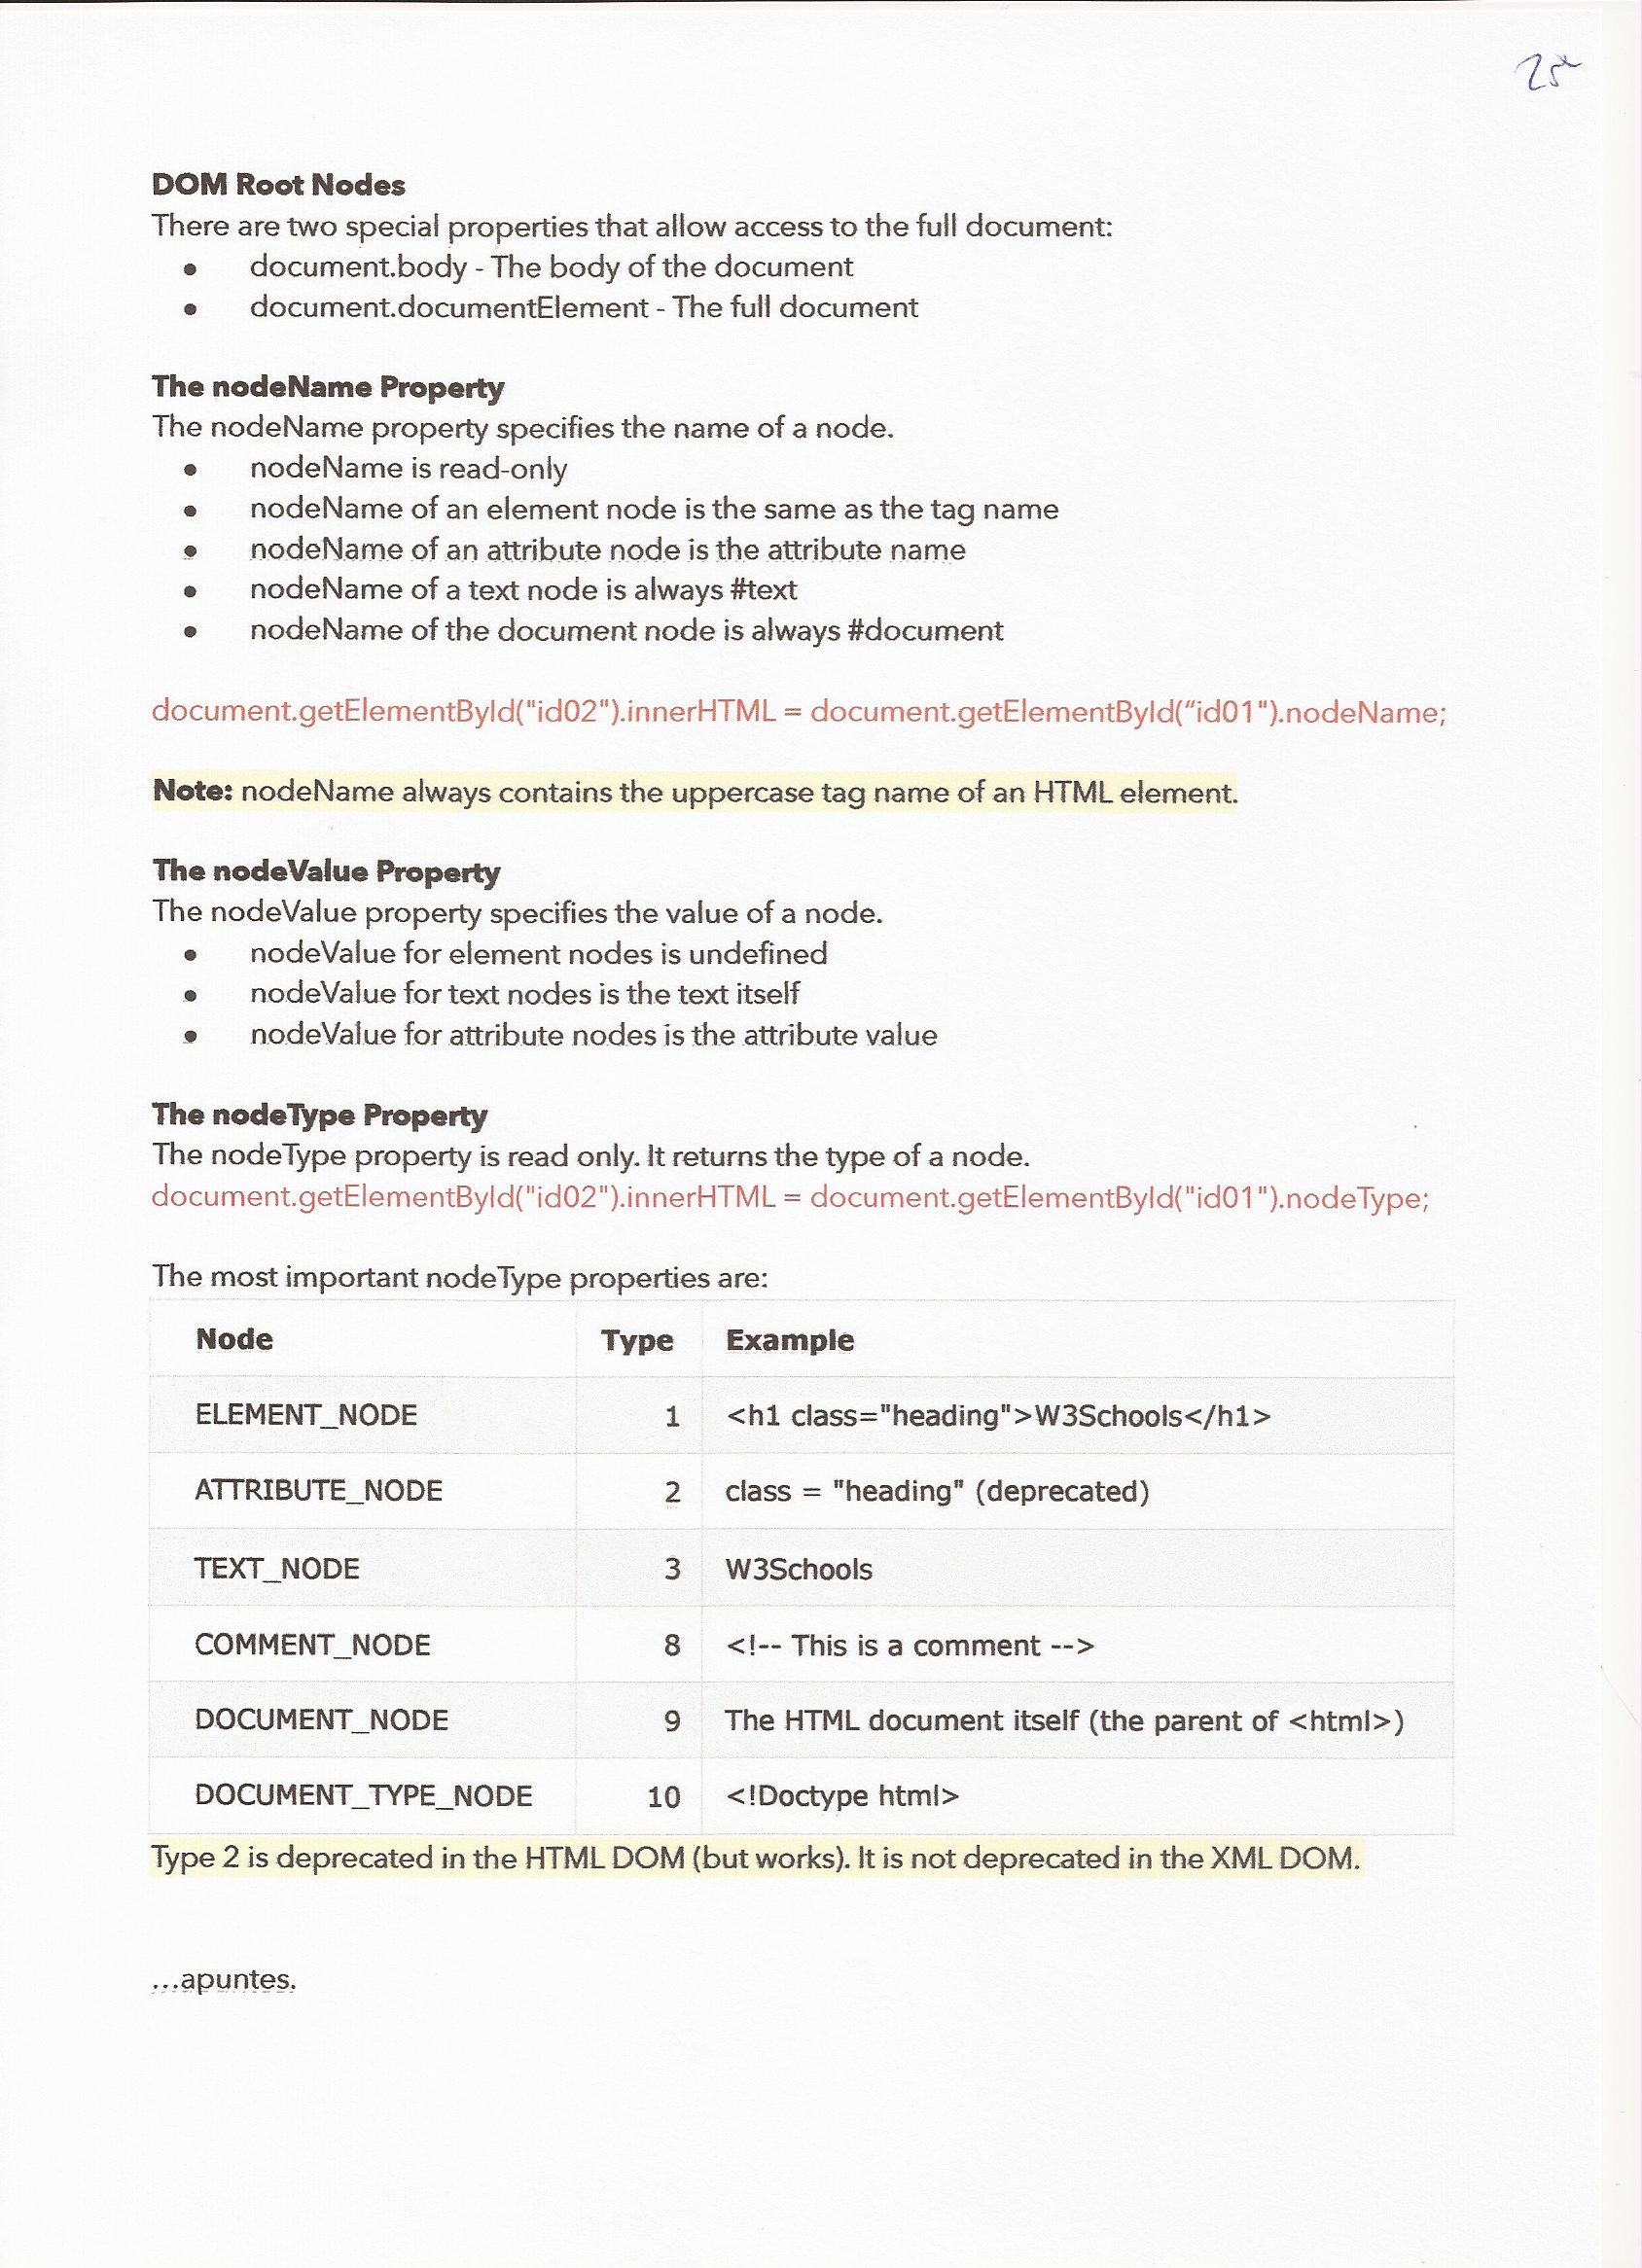 25
DOM Root Nodes
There are two special properties that allow access to the full document:
• document.body - The body of the document
• document.documentElement - The full document
The nodeName Property
The nodeName property specifies the name of a node.
• nodeName is read-only
• nodeName of an element node is the same as the tag name
• nodeName of an attribute node is the attribute name
• nodeName of a text node is always #text
• nodeName of the document node is always #document
document.getElementById("id02").innerHTML = document.getElementById(“id01").nodeName;
Note: nodeName always contains the uppercase tag name of an HTML element.
The nodeValue Property
The nodeValue property specifies the value of a node.
• nodeValue for element nodes is undefined
• nodeValue for text nodes is the text itself
• nodeValue for attribute nodes is the attribute value
The nodeType Property
The nodeType property is read only. It returns the type of a node.
document.getElementById("id02").innerHTML = document.getElementById("id01").nodeType;
The most important nodeType properties are:
Node Type Example
ELEMENT_NODE 1 <h1 class="heading">W3Schools</h1>
ATTRIBUTE_NODE 2 class = "heading" (deprecated)
TEXT_NODE 3 W3Schools
COMMENT_NODE 8 <!-- This is a comment -->
DOCUMENT_NODE 9 The HTML document itself (the parent of <html>)
DOCUMENT_TYPE_NODE 10 <!Doctype html>
Type 2 is deprecated in the HTML DOM (but works). It is not deprecated in the XML DOM.
...apuntes.